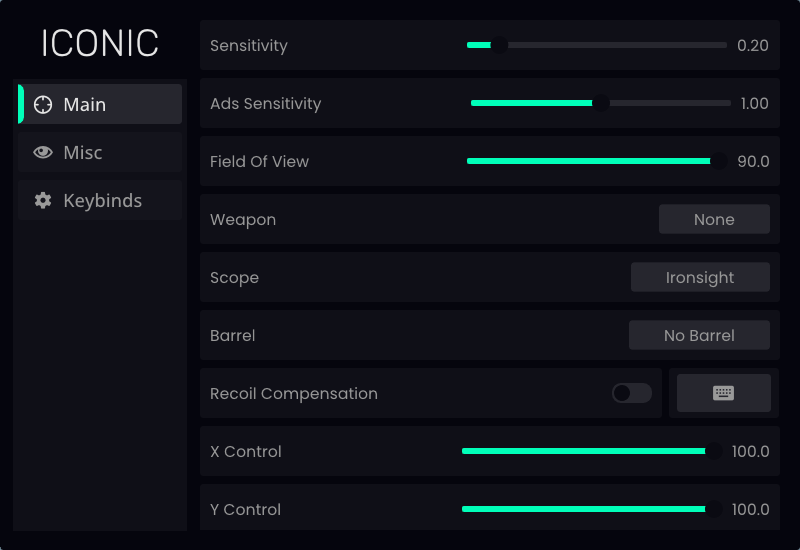 ICONIC
Main
Misc
Keybinds
Sensitivity 0.20
Ads Sensitivity 1.00
Field Of View 90.0
Weapon None
Scope Ironsight
Barrel No Barrel
Recoil Compensation
X Control 100.0
Y Control 100.0